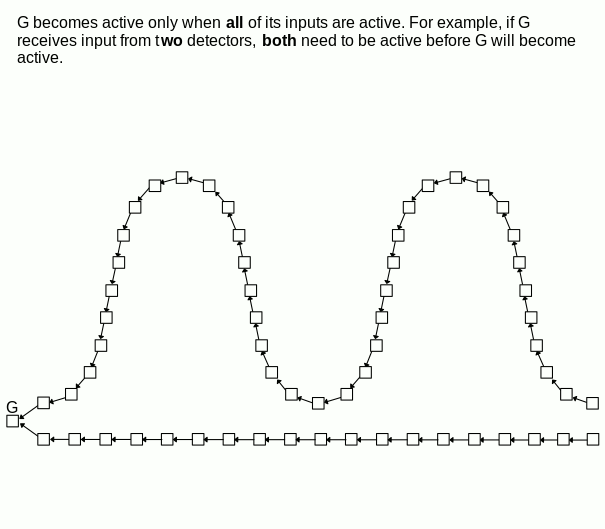 G becomes active only when all of its inputs are active. For example, if G
receives input from two detectors, both need to be active before G will become
active.
G